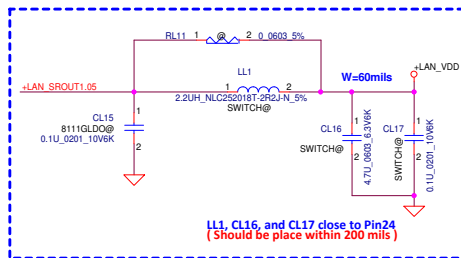 RL11 1 @ 2 0_0603_5%
LL1
+LAN_VDD
+LAN_SROUT1.05
1 2
W=60mils
2.2UH_NLC252018T-2R2J-N_5%
SWITCH@
CL15
8111GLDO@
0.1U_0201_10V6K
1
2
CL16
SWITCH@
1
2
4.7U_0603_6.3V6K
CL17
SWITCH@
1
2
0.1U_0201_10V6K
LL1, CL16, and CL17 close to Pin24
( Should be place within 200 mils )